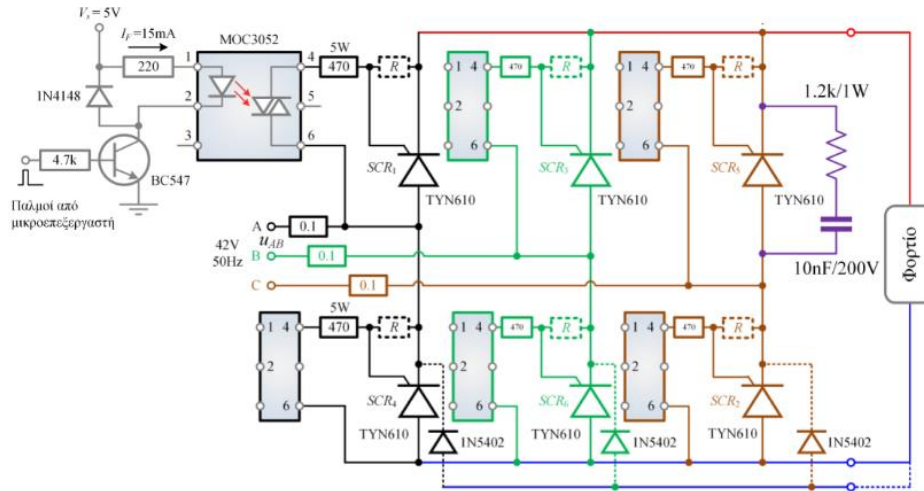 V_s = 5V
I_F=15mA
MOC3052
220
1
4
5W
470
R
1N4148
2
5
3
6
4.7k
BC547
Παλμοί από
μικροεπεξεργαστή
SCR_1
TYN610
1 4
2
6
470
R
SCR_3
TYN610
1 4
2
6
470
R
SCR_5
TYN610
1.2k/1W
10nF/200V
Φορτίο
A
0.1
42V
50Hz
u_AB
B
0.1
C
0.1
1 4
2
6
5W
470
R
SCR_4
TYN610
IN5402
1 4
2
6
470
R
SCR_6
TYN610
IN5402
1 4
2
6
470
R
SCR_2
TYN610
IN5402